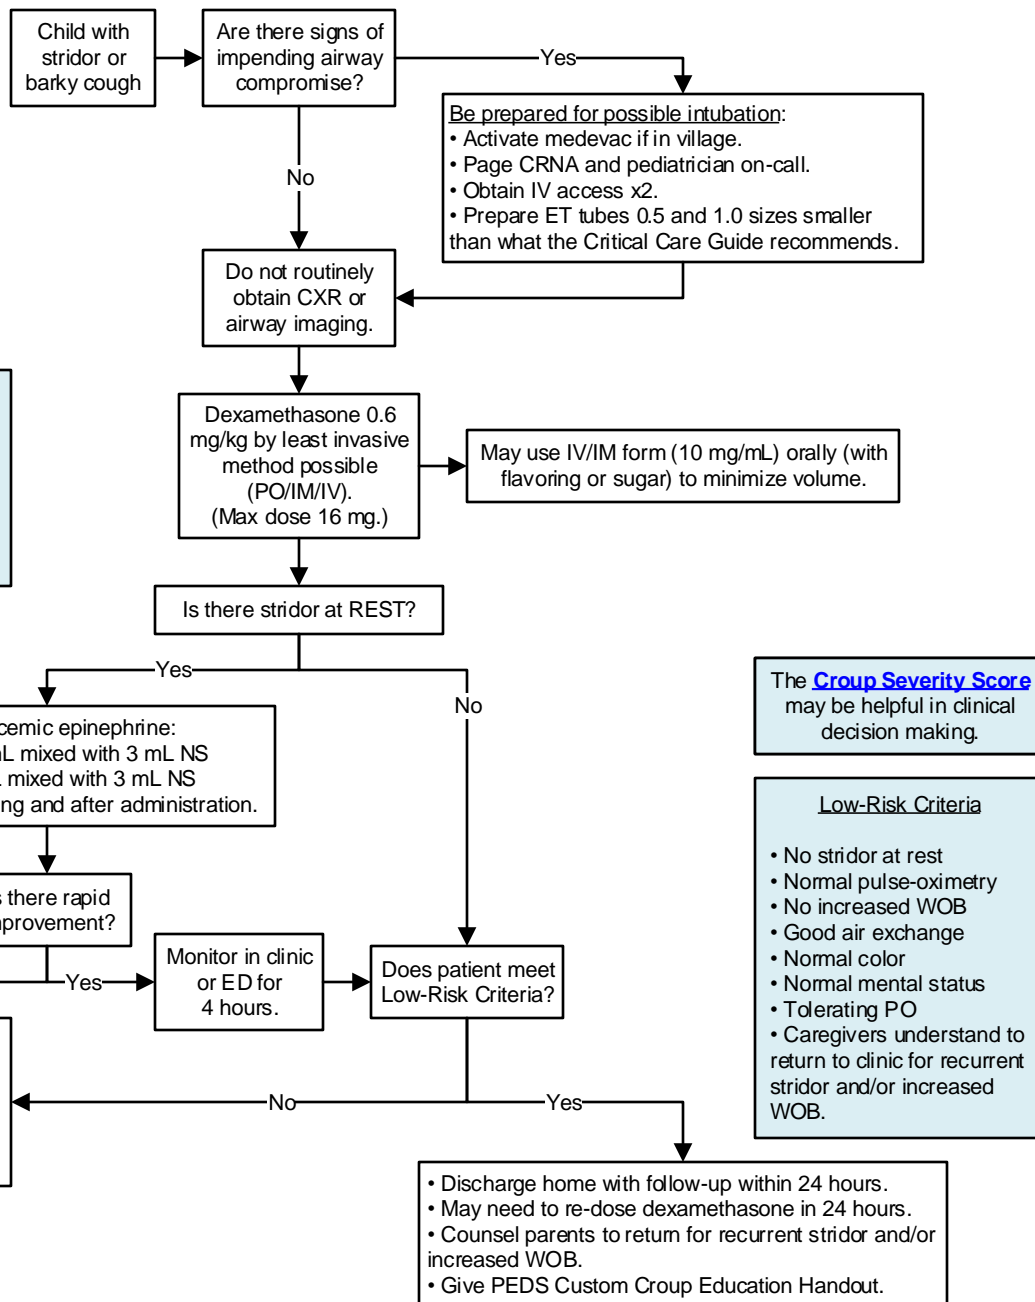 Child with
stridor or
barky cough
Are there signs of
impending airway
compromise?
Yes
Be prepared for possible intubation:
• Activate medevac if in village.
• Page CRNA and pediatrician on-call.
• Obtain IV access x2.
• Prepare ET tubes 0.5 and 1.0 sizes smaller
than what the Critical Care Guide recommends.
No
Do not routinely
obtain CXR or
airway imaging.
Dexamethasone 0.6
mg/kg by least invasive
method possible
(PO/IM/IV).
(Max dose 16 mg.)
May use IV/IM form (10 mg/mL) orally (with
flavoring or sugar) to minimize volume.
Is there stridor at REST?
Yes
No
The Croup Severity Score
may be helpful in clinical
decision making.
cemic epinephrine:
mixed with 3 mL NS
mixed with 3 mL NS
and after administration.
Low-Risk Criteria
• No stridor at rest
• Normal pulse-oximetry
• No increased WOB
• Good air exchange
• Normal color
• Normal mental status
• Tolerating PO
• Caregivers understand to
return to clinic for recurrent
stridor and/or increased
WOB.
there rapid
provement?
Yes
Monitor in clinic
or ED for
4 hours.
Does patient meet
Low-Risk Criteria?
No
Yes
• Discharge home with follow-up within 24 hours.
• May need to re-dose dexamethasone in 24 hours.
• Counsel parents to return for recurrent stridor and/or
increased WOB.
• Give PEDS Custom Croup Education Handout.